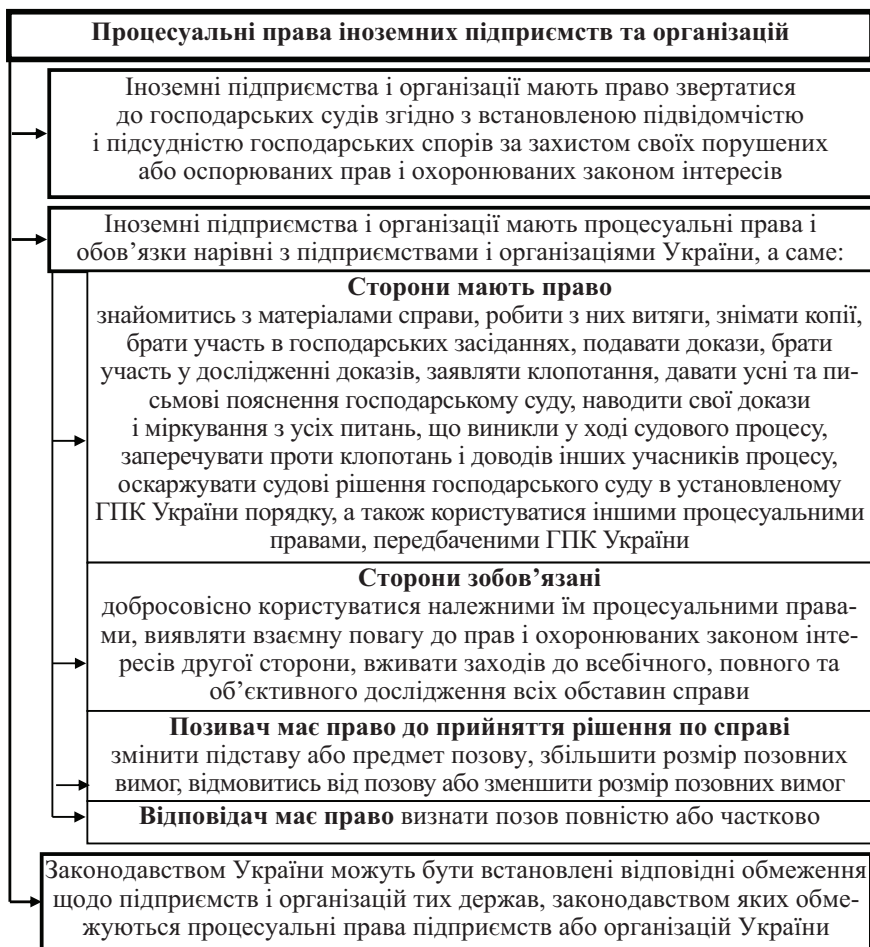 Процесуальні права іноземних підприємств та організацій
Іноземні підприємства і організації мають право звертатися
до господарських судів згідно з встановленою підвідомчістю
і підсудністю господарських спорів за захистом своїх порушених
або оспорюваних прав і охоронюваних законом інтересів
Іноземні підприємства і організації мають процесуальні права і
обов’язки нарівні з підприємствами і організаціями України, а саме:
Сторони мають право
знайомитись з матеріалами справи, робити з них витяги, знімати копії,
брати участь в господарських засіданнях, подавати докази, брати
участь у дослідженні доказів, заявляти клопотання, давати усні та пи-
сьмові пояснення господарському суду, наводити свої докази
і міркування з усіх питань, що виникли у ході судового процесу,
заперечувати проти клопотань і доводів інших учасників процесу,
оскаржувати судові рішення господарського суду в установленому
ГПК України порядку, а також користуватися іншими процесуальними
правами, передбаченими ГПК України
Сторони зобов’язані
добросовісно користуватися належними їм процесуальними права-
ми, виявляти взаємну повагу до прав і охоронюваних законом інте-
ресів другої сторони, вживати заходів до всебічного, повного та
об’єктивного дослідження всіх обставин справи
Позивач має право до прийняття рішення по справі
змінити підставу або предмет позову, збільшити розмір позовних
вимог, відмовитись від позову або зменшити розмір позовних вимог
Відповідач має право визнати позов повністю або частково
Законодавством України можуть бути встановлені відповідні обмеження
щодо підприємств і організацій тих держав, законодавством яких обме-
жуються процесуальні права підприємств або організацій України